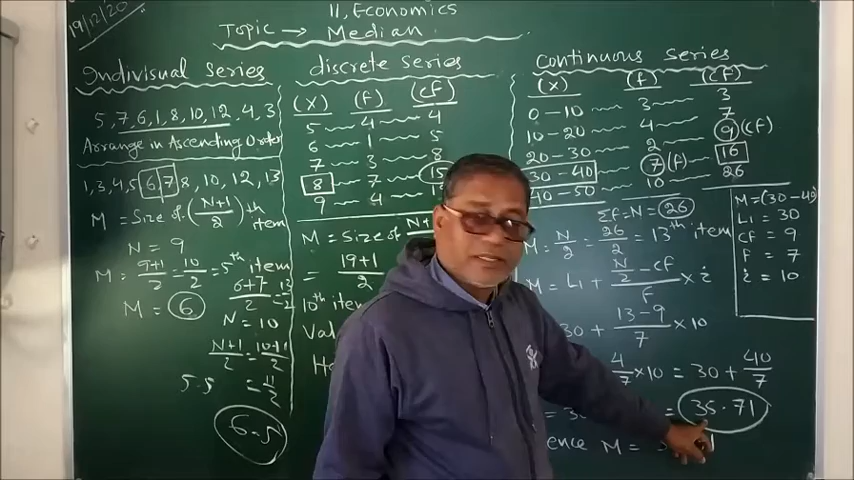 19/12/20
11, Economics
Topic → Median
Indivisual Series
5, 7, 6, 1, 8, 10, 12, 4, 3
Arrange in Ascending Order
1, 3, 4, 5, 6, 7, 8, 10, 12, 13
M = Size of (N+1/2)th item
N = 9
M = 9+1/2 = 10/2 = 5th item
M = 6
6+7/2
N = 10
N+1/2 = 10+1/2
= 11/2
5.5
6.5
Discrete Series
(X) (f) (cf)
5 4 4
6 1 5
7 3 8
8 7 15
9 4
M = Size of N+
= 19+1/2
10th item
Continuous Series
(X) (f) (cf)
0-10 3 3
10-20 4 7
20-30 2 9 (cf)
30-40 7 (f) 16
40-50 10 26
Σf = N = 26
M = N/2 = 26/2 = 13th item
M = L1 + N/2 - cf / f × i
30 + 13-9/7 × 10
4/7 × 10 = 30 + 40/7
= 35.71
M =
M = (30-40)
L1 = 30
cf = 9
F = 7
i = 10